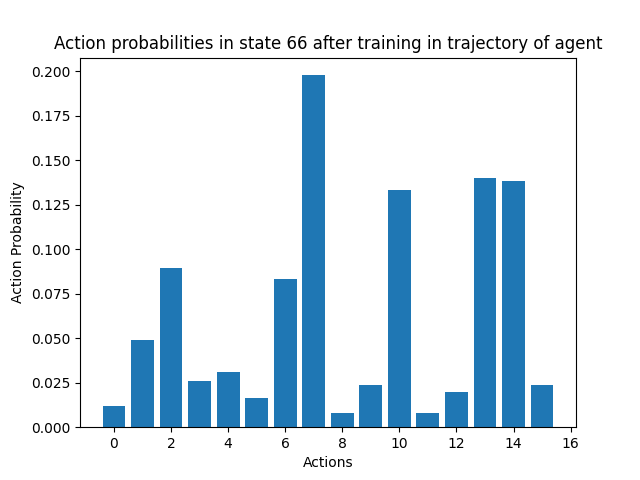 Action probabilities in state 66 after training in trajectory of agent
0.200
0.175
0.150
0.125
0.100
0.075
0.050
0.025
0.000
Action Probability
0 2 4 6 8 10 12 14 16
Actions